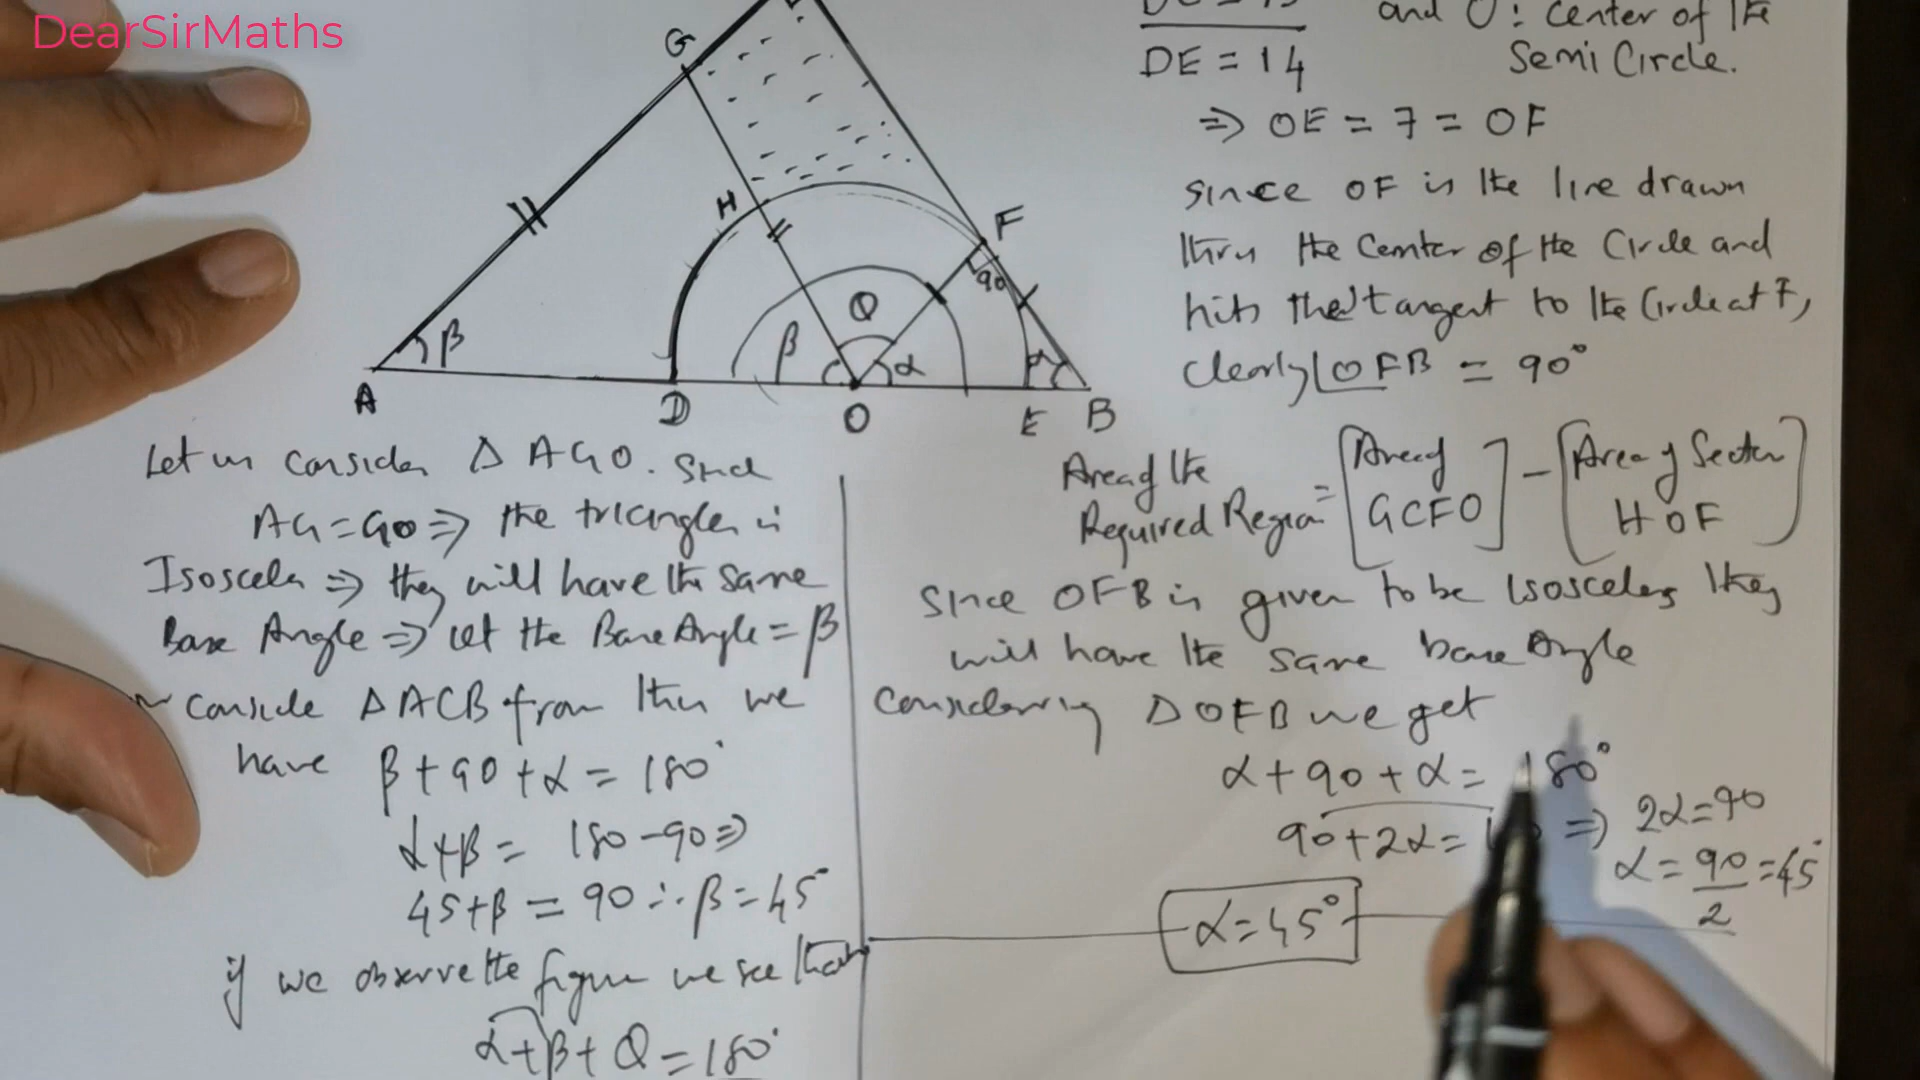 DearSirMaths
and O: Center of the
Semi Circle.
DE = 14
⇒ OE = 7 = OF
since OF is the line drawn
thru the Center of the Circle and
hits the tangent to the Circle at F,
clearly ∟OFB = 90°
G
H
F
90
Q
β
α
β
α
A
D
O
E
B
Let us consider Δ AGO. Since
AG = GO ⇒ the triangle is
Isosceles ⇒ they will have the same
Base Angle ⇒ let the Base Angle = β
Conside ΔACB from this we
have β + 90 + α = 180°
α + β = 180 - 90 ⇒
45 + β = 90 ∴ β = 45°
if we observe the figure we see that
α + β + Q = 180°
Area of the
Required Region = [Area of GCFO] - [Area of Sector HOF]
Since OFB is given to be Isosceles they
will have the same base Angle
Considering Δ OFB we get
α + 90 + α = 180°
90 + 2α = ⇒ 2α = 90
α = 90/2 = 45°
α = 45°